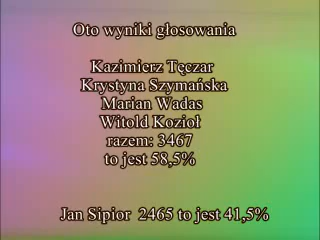 Oto wyniki głosowania
Kazimierz Tęczar
Krystyna Szymańska
Marian Wadas
Witold Kozioł
razem: 3467
to jest 58,5%
Jan Sipior 2465 to jest 41,5%